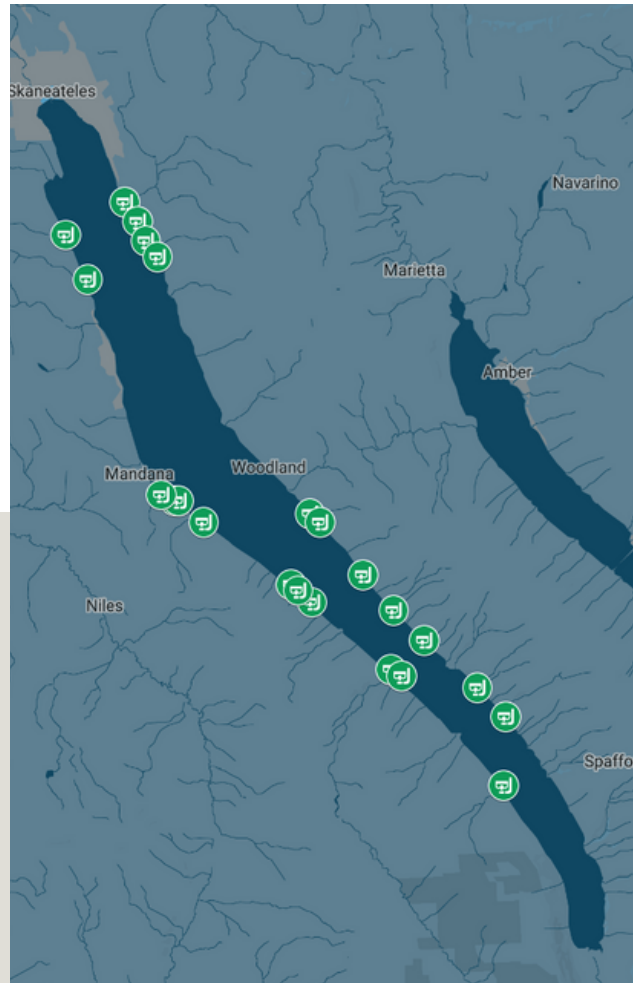 Skaneateles
Navarino
Marietta
Amber
Woodland
Mandana
Niles
Spaffo